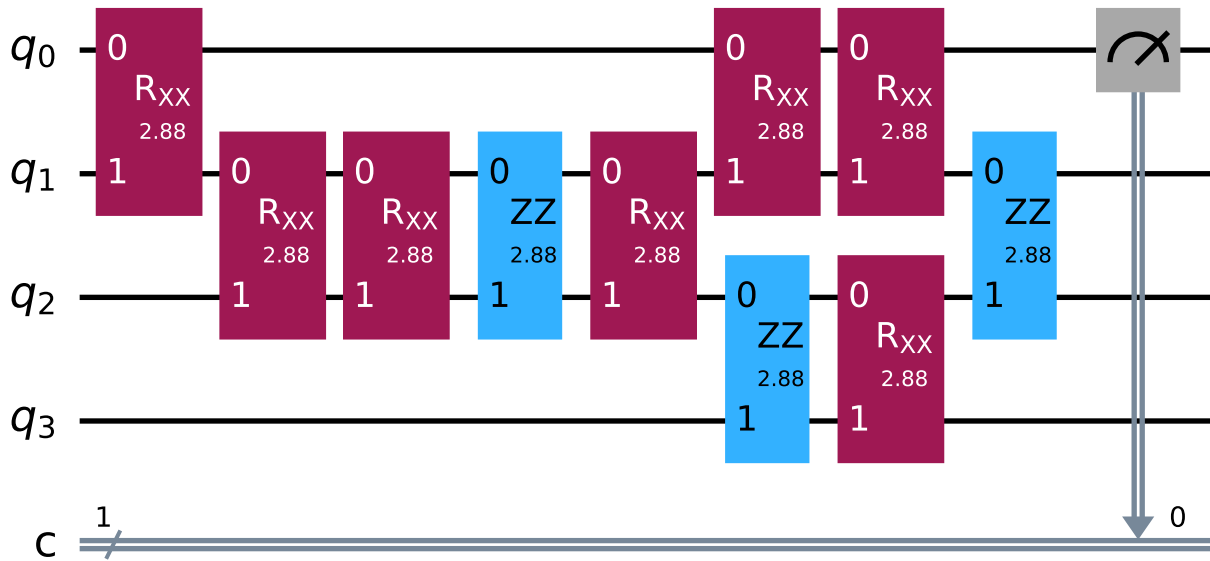 q0 0 0 0
RXX RXX RXX
2.88 2.88 2.88
q1 1 0 0 0 0 1 1 0
RXX RXX ZZ RXX ZZ
2.88 2.88 2.88 2.88 2.88
q2 1 1 1 1 0 0 1
ZZ RXX
2.88 2.88
q3 1 1
1 0
c